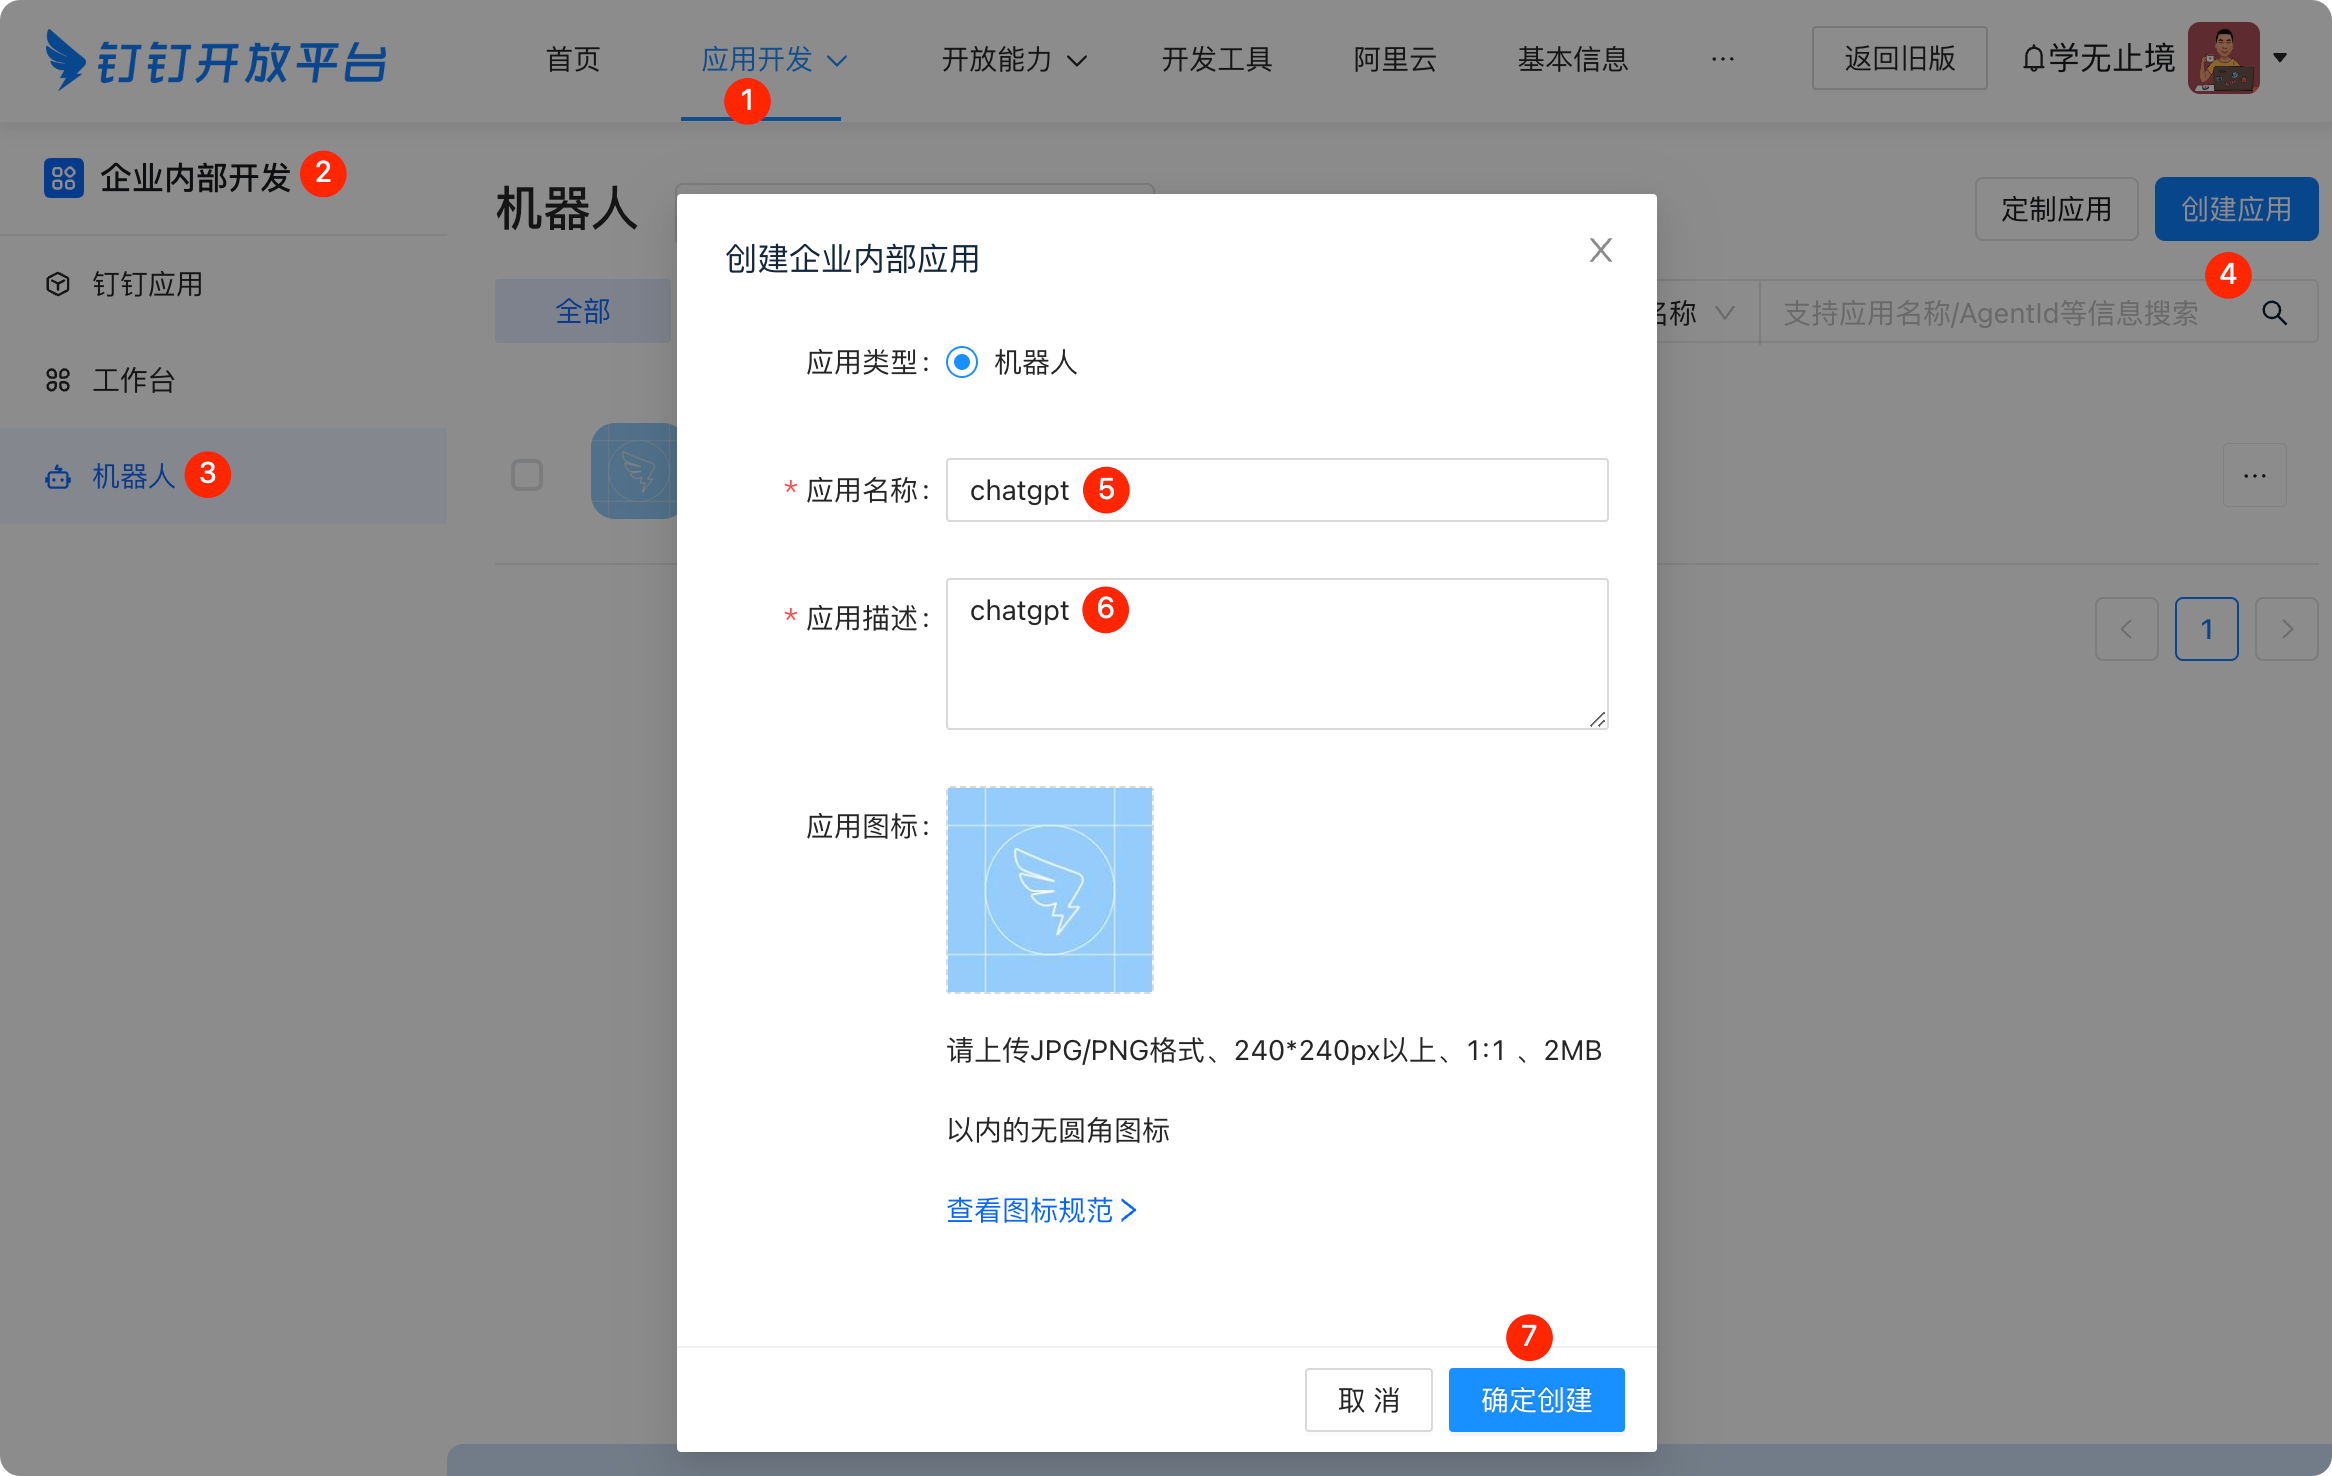 钉钉开放平台
首页
应用开发
开放能力
开发工具
阿里云
基本信息
···
返回旧版
学无止境
1
企业内部开发
2
钉钉应用
工作台
机器人
3
机器人
定制应用
创建应用
4
全部
名称
支持应用名称/AgentId等信息搜索
···
1
创建企业内部应用
应用类型:
机器人
* 应用名称:
chatgpt
5
* 应用描述:
chatgpt
6
应用图标:
请上传JPG/PNG格式、240*240px以上、1:1 、2MB
以内的无圆角图标
查看图标规范
7
取 消
确定创建